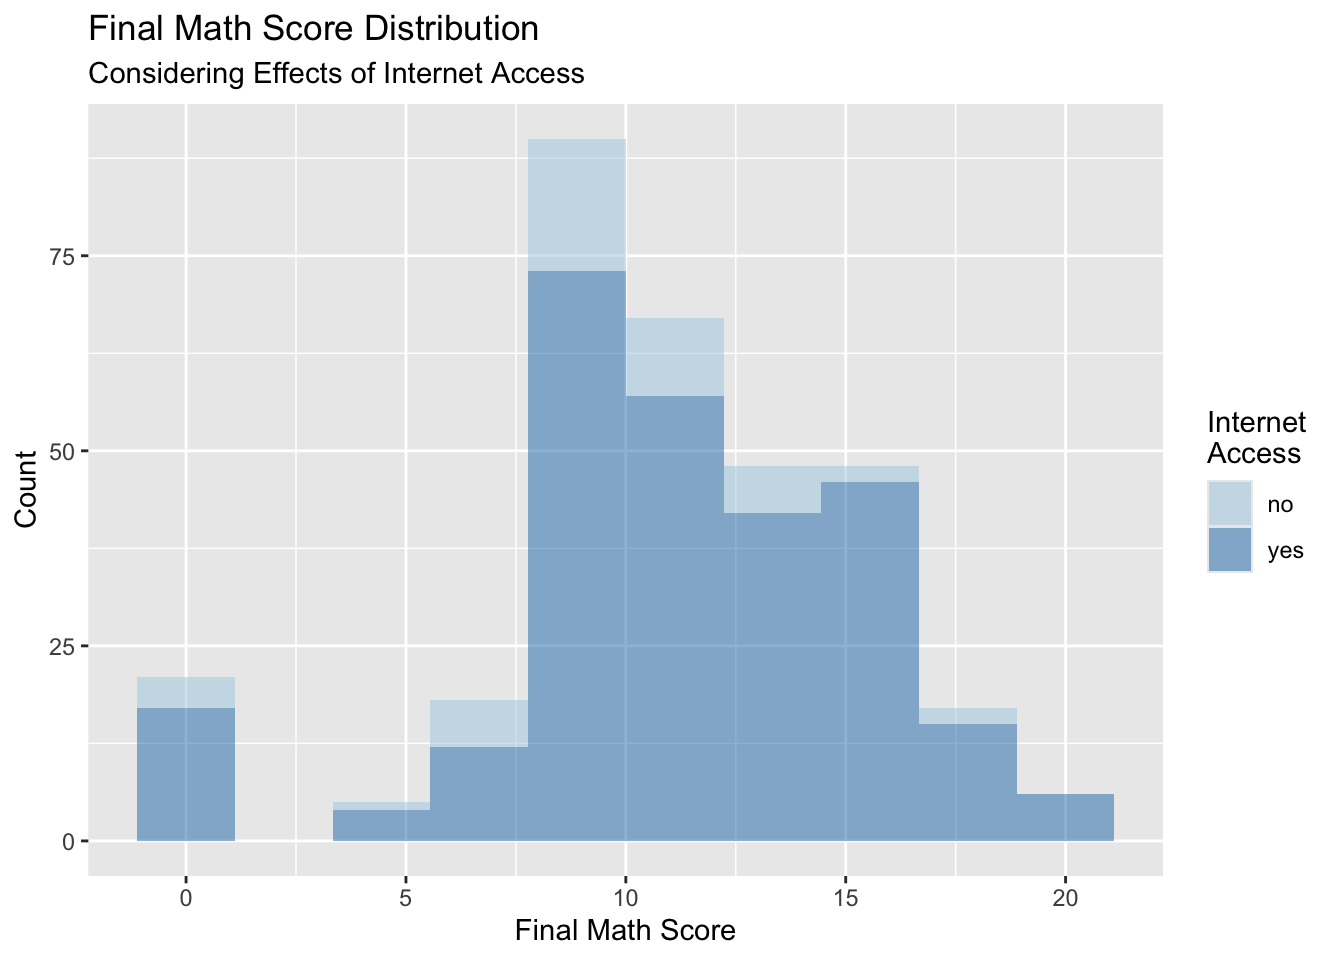 Final Math Score Distribution
Considering Effects of Internet Access
75
50
25
0
Count
0 5 10 15 20
Final Math Score
Internet
Access
no
yes